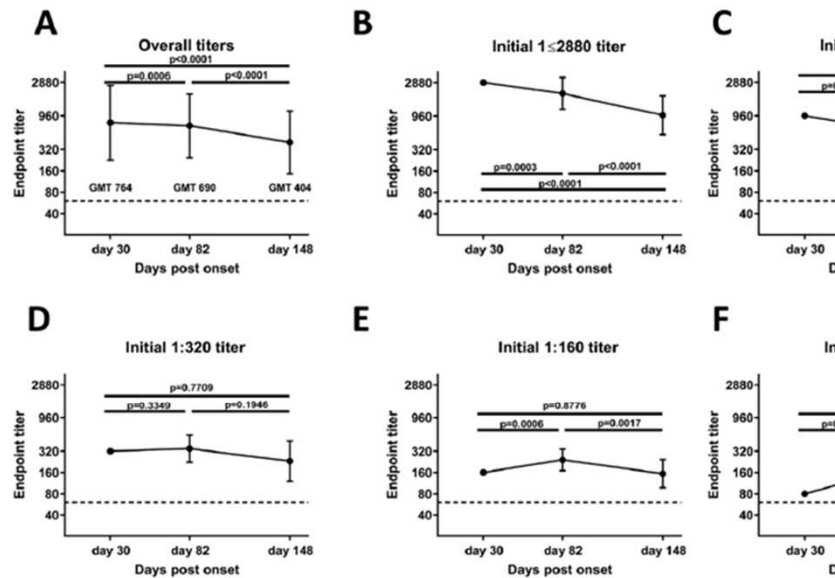 A
Overall titers
p<0.0001
p=0.0006 p<0.0001
Endpoint titer
2880
960
320
160
80
40
GMT 764 GMT 690 GMT 404
day 30 day 82 day 148
Days post onset
B
Initial 1≤2880 titer
Endpoint titer
2880
960
320
160
80
40
p=0.0003 p<0.0001
p<0.0001
day 30 day 82 day 148
Days post onset
C
Ini
Endpoint titer
2880
960
320
160
80
40
p=0
day 30
D
D
Initial 1:320 titer
p=0.7709
p=0.3349 p=0.1946
Endpoint titer
2880
960
320
160
80
40
day 30 day 82 day 148
Days post onset
E
Initial 1:160 titer
p=0.8776
p=0.0006 p=0.0017
Endpoint titer
2880
960
320
160
80
40
day 30 day 82 day 148
Days post onset
F
Ini
Endpoint titer
2880
960
320
160
80
40
day 30